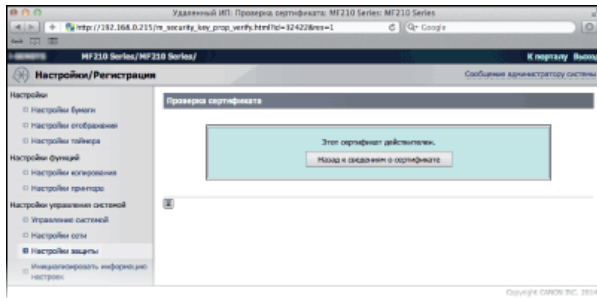 Удаленный ИП: Проверка сертификата: MF210 Series: MF210 Series
http://192.168.0.215/m_security_key_prop_verify.html?id=32422&res=1
Google
MF210 Series/MF210 Series/
К порталу Выход
Настройки/Регистрация
Сообщение администратору системы
Настройки
Проверка сертификата
Настройки бумаги
Настройки отображения
Настройки таймера
Этот сертификат действителен.
Назад к сведениям о сертификате
Настройки функций
Настройки копирования
Настройки принтера
Настройки управления системой
Управление системой
Настройки сети
Настройки защиты
Инициализировать информацию
настроек
Copyright CANON INC. 2014